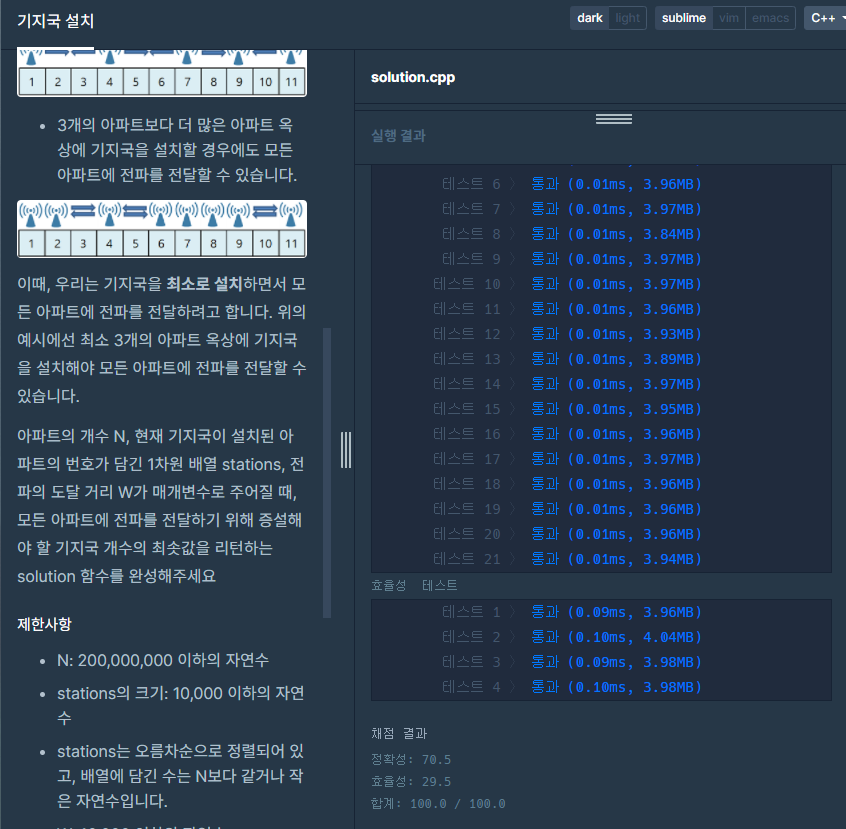 기지국 설치
dark light sublime vim emacs C++
1 2 3 4 5 6 7 8 9 10 11
• 3개의 아파트보다 더 많은 아파트 옥
상에 기지국을 설치할 경우에도 모든
아파트에 전파를 전달할 수 있습니다.
1 2 3 4 5 6 7 8 9 10 11
이때, 우리는 기지국을 최소로 설치하면서 모
든 아파트에 전파를 전달하려고 합니다. 위의
예시에선 최소 3개의 아파트 옥상에 기지국
을 설치해야 모든 아파트에 전파를 전달할 수
있습니다.
아파트의 개수 N, 현재 기지국이 설치된 아
파트의 번호가 담긴 1차원 배열 stations, 전
파의 도달 거리 W가 매개변수로 주어질 때,
모든 아파트에 전파를 전달하기 위해 증설해
야 할 기지국 개수의 최솟값을 리턴하는
solution 함수를 완성해주세요
제한사항
• N: 200,000,000 이하의 자연수
• stations의 크기: 10,000 이하의 자연
수
• stations는 오름차순으로 정렬되어 있
고, 배열에 담긴 수는 N보다 같거나 작
은 자연수입니다.
solution.cpp
실행 결과
테스트 6 〉 통과 (0.01ms, 3.96MB)
테스트 7 〉 통과 (0.01ms, 3.97MB)
테스트 8 〉 통과 (0.01ms, 3.84MB)
테스트 9 〉 통과 (0.01ms, 3.97MB)
테스트 10 〉 통과 (0.01ms, 3.97MB)
테스트 11 〉 통과 (0.01ms, 3.96MB)
테스트 12 〉 통과 (0.01ms, 3.93MB)
테스트 13 〉 통과 (0.01ms, 3.89MB)
테스트 14 〉 통과 (0.01ms, 3.97MB)
테스트 15 〉 통과 (0.01ms, 3.95MB)
테스트 16 〉 통과 (0.01ms, 3.96MB)
테스트 17 〉 통과 (0.01ms, 3.97MB)
테스트 18 〉 통과 (0.01ms, 3.96MB)
테스트 19 〉 통과 (0.01ms, 3.96MB)
테스트 20 〉 통과 (0.01ms, 3.96MB)
테스트 21 〉 통과 (0.01ms, 3.94MB)
효율성 테스트
테스트 1 〉 통과 (0.09ms, 3.96MB)
테스트 2 〉 통과 (0.10ms, 4.04MB)
테스트 3 〉 통과 (0.09ms, 3.98MB)
테스트 4 〉 통과 (0.10ms, 3.98MB)
채점 결과
정확성: 70.5
효율성: 29.5
합계: 100.0 / 100.0